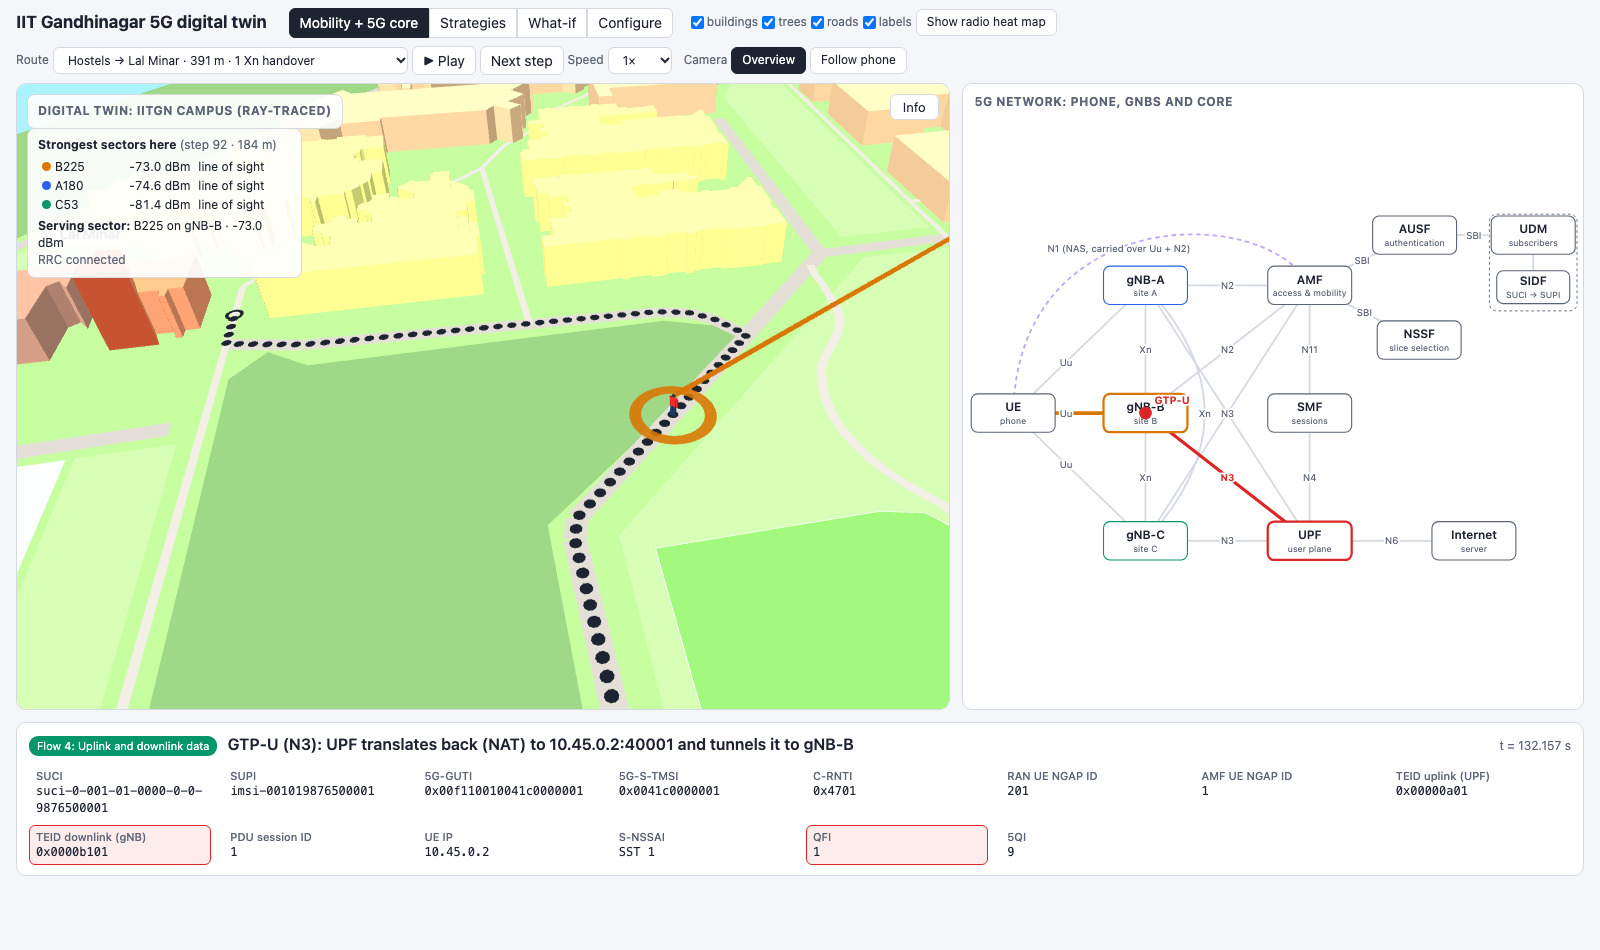 IIT Gandhinagar 5G digital twin
Mobility + 5G core
Strategies
What-if
Configure
buildings
trees
roads
labels
Show radio heat map
Route
Hostels → Lal Minar · 391 m · 1 Xn handover
Play
Next step
Speed
1×
Camera
Overview
Follow phone
DIGITAL TWIN: IITGN CAMPUS (RAY-TRACED)
Info
Strongest sectors here (step 92 · 184 m)
B225 -73.0 dBm line of sight
A180 -74.6 dBm line of sight
C53 -81.4 dBm line of sight
Serving sector: B225 on gNB-B · -73.0
dBm
RRC connected
5G NETWORK: PHONE, GNBS AND CORE
AUSF
authentication
SBI
UDM
subscribers
N1 (NAS, carried over Uu + N2)
SBI
gNB-A
site A
N2
AMF
access & mobility
SIDF
SUCI → SUPI
SBI
NSSF
slice selection
Uu
Xn
N2
N11
UE
phone
Uu
gNB-B
site B
GTP-U
Xn
N3
SMF
sessions
Uu
Xn
N3
N4
gNB-C
site C
N3
UPF
user plane
N6
Internet
server
Flow 4: Uplink and downlink data
GTP-U (N3): UPF translates back (NAT) to 10.45.0.2:40001 and tunnels it to gNB-B
t = 132.157 s
SUCI
suci-0-001-01-0000-0-0-
9876500001
SUPI
imsi-001019876500001
5G-GUTI
0x00f110010041c0000001
5G-S-TMSI
0x0041c0000001
C-RNTI
0x4701
RAN UE NGAP ID
201
AMF UE NGAP ID
1
TEID uplink (UPF)
0x00000a01
TEID downlink (gNB)
0x0000b101
PDU session ID
1
UE IP
10.45.0.2
S-NSSAI
SST 1
QFI
1
5QI
9